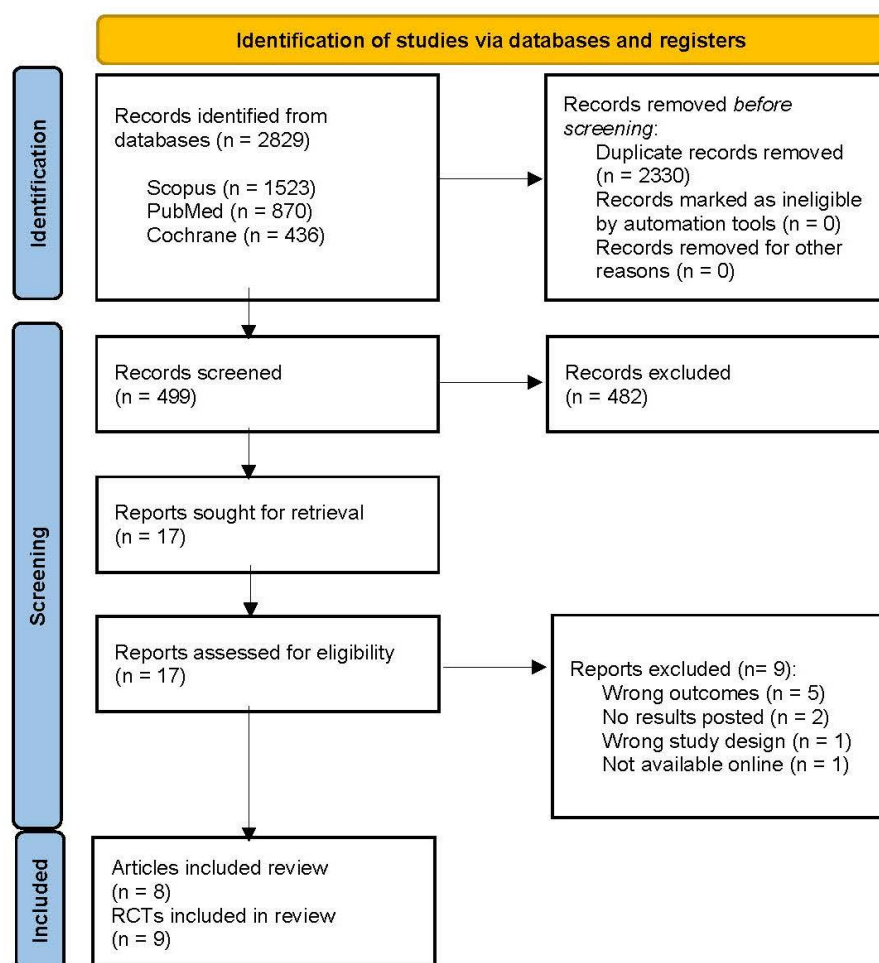 Identification of studies via databases and registers
Identification
Records identified from
databases (n = 2829)
Scopus (n = 1523)
PubMed (n = 870)
Cochrane (n = 436)
Records removed before
screening:
Duplicate records removed
(n = 2330)
Records marked as ineligible
by automation tools (n = 0)
Records removed for other
reasons (n = 0)
Screening
Records screened
(n = 499)
Records excluded
(n = 482)
Reports sought for retrieval
(n = 17)
Reports assessed for eligibility
(n = 17)
Reports excluded (n= 9):
Wrong outcomes (n = 5)
No results posted (n = 2)
Wrong study design (n = 1)
Not available online (n = 1)
Included
Articles included review
(n = 8)
RCTs included in review
(n = 9)